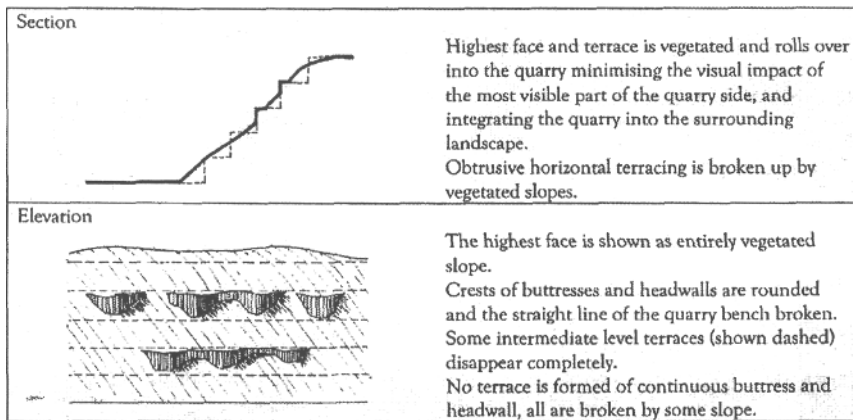 Section
Highest face and terrace is vegetated and rolls over
into the quarry minimising the visual impact of
the most visible part of the quarry side, and
integrating the quarry into the surrounding
landscape.
Obtrusive horizontal terracing is broken up by
vegetated slopes.
Elevation
The highest face is shown as entirely vegetated
slope.
Crests of buttresses and headwalls are rounded
and the straight line of the quarry bench broken.
Some intermediate level terraces (shown dashed)
disappear completely.
No terrace is formed of continuous buttress and
headwall, all are broken by some slope.